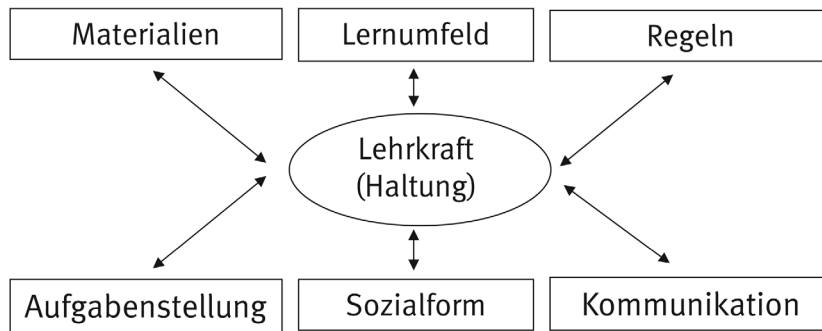 Materialien
Lernumfeld
Regeln
Lehrkraft
(Haltung)
Aufgabenstellung
Sozialform
Kommunikation